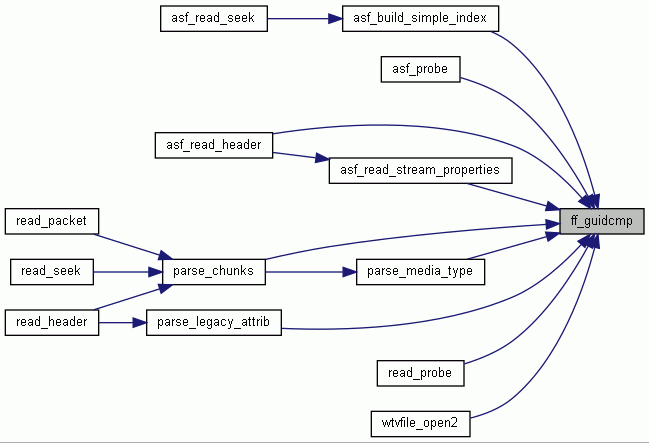 asf_read_seek
asf_build_simple_index
asf_probe
asf_read_header
asf_read_stream_properties
read_packet
ff_guidcmp
read_seek
parse_chunks
parse_media_type
read_header
parse_legacy_attrib
read_probe
wtvfile_open2